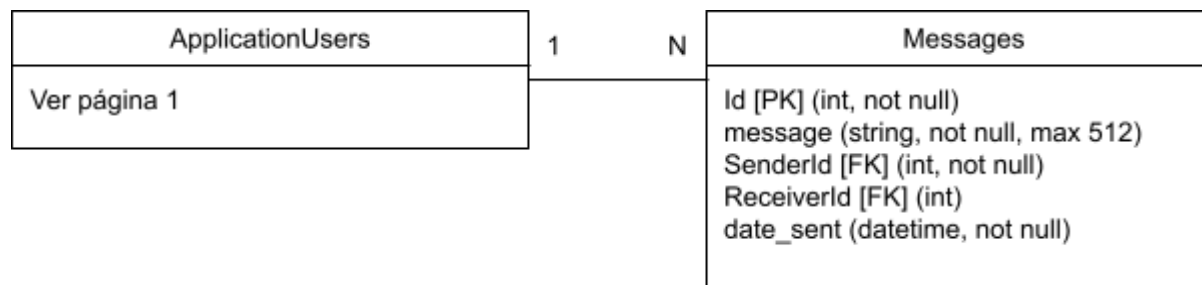 ApplicationUsers
Ver página 1
1 N
Messages
Id [PK] (int, not null)
message (string, not null, max 512)
SenderId [FK] (int, not null)
ReceiverId [FK] (int)
date_sent (datetime, not null)